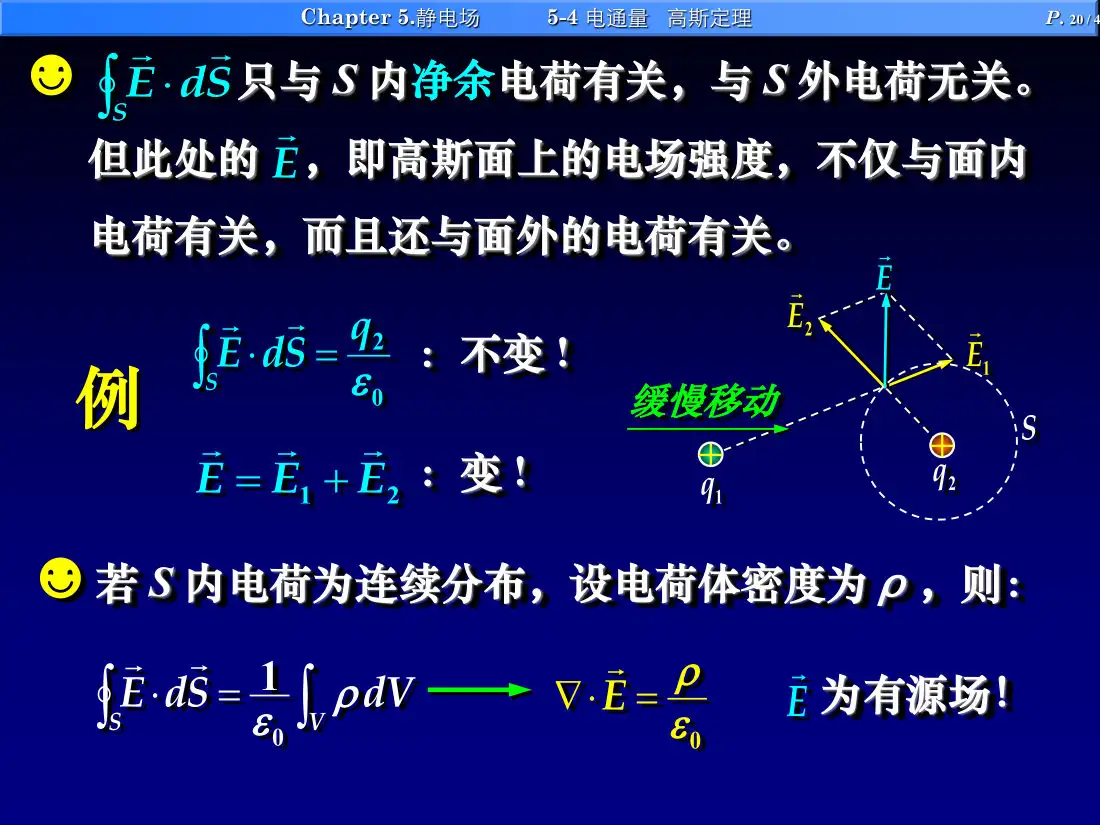 Chapter 5.静电场 5-4 电通量 高斯定理 P. 20 / 4
∮_S E⃗ · dS⃗ 只与 S 内净余电荷有关，与 S 外电荷无关。
但此处的 E⃗ ，即高斯面上的电场强度，不仅与面内
电荷有关，而且还与面外的电荷有关。
例
∮_S E⃗ · dS⃗ = q₂/ε₀ ：不变！
E⃗ = E⃗₁ + E⃗₂ ：变！
E⃗
E⃗₂
E⃗₁
缓慢移动
S
q₁
q₂
若 S 内电荷为连续分布，设电荷体密度为 ρ ，则：
∮_S E⃗ · dS⃗ = 1/ε₀ ∫_V ρ dV ∇ · E⃗ = ρ/ε₀ E⃗ 为有源场！